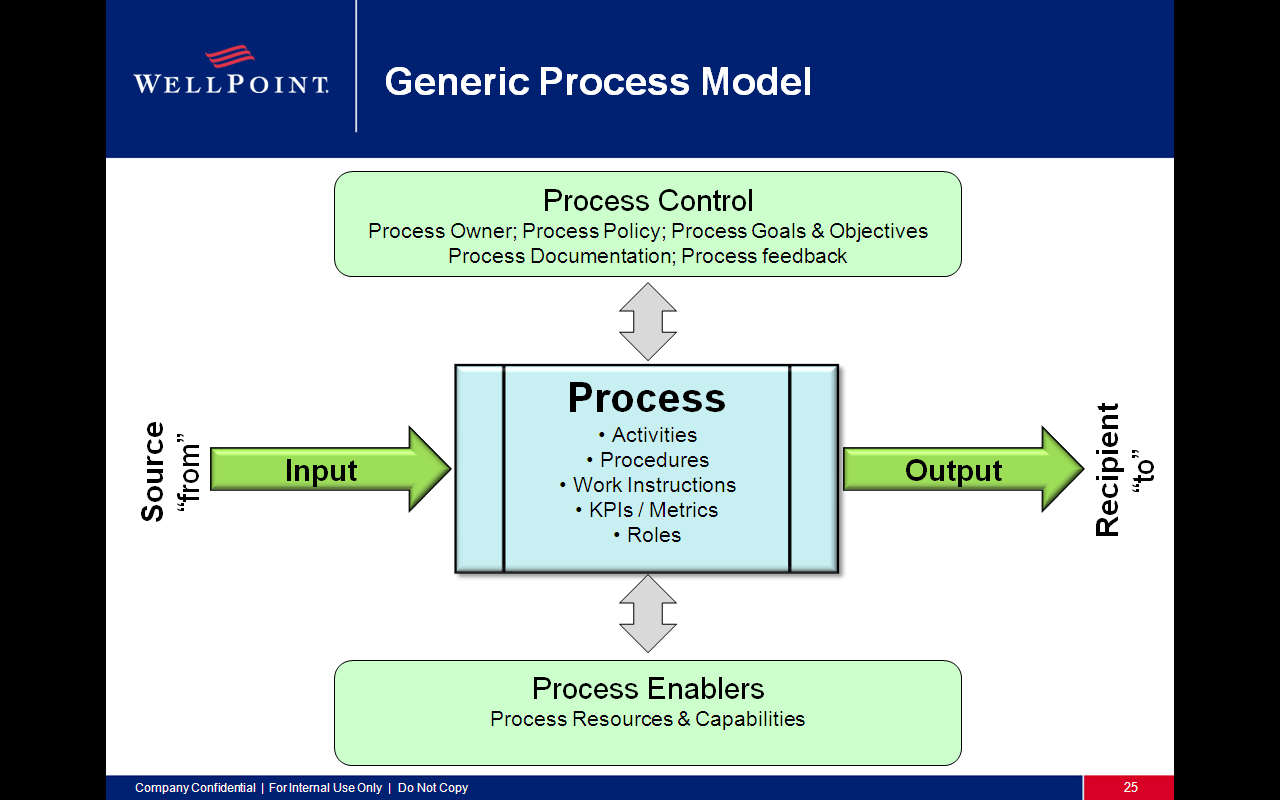 WELLPOINT.
Generic Process Model
Process Control
Process Owner; Process Policy; Process Goals & Objectives
Process Documentation; Process feedback
Source
“from”
Input
Process
• Activities
• Procedures
• Work Instructions
• KPIs / Metrics
• Roles
Output
Recipient
“to”
Process Enablers
Process Resources & Capabilities
Company Confidential | For Internal Use Only | Do Not Copy
25